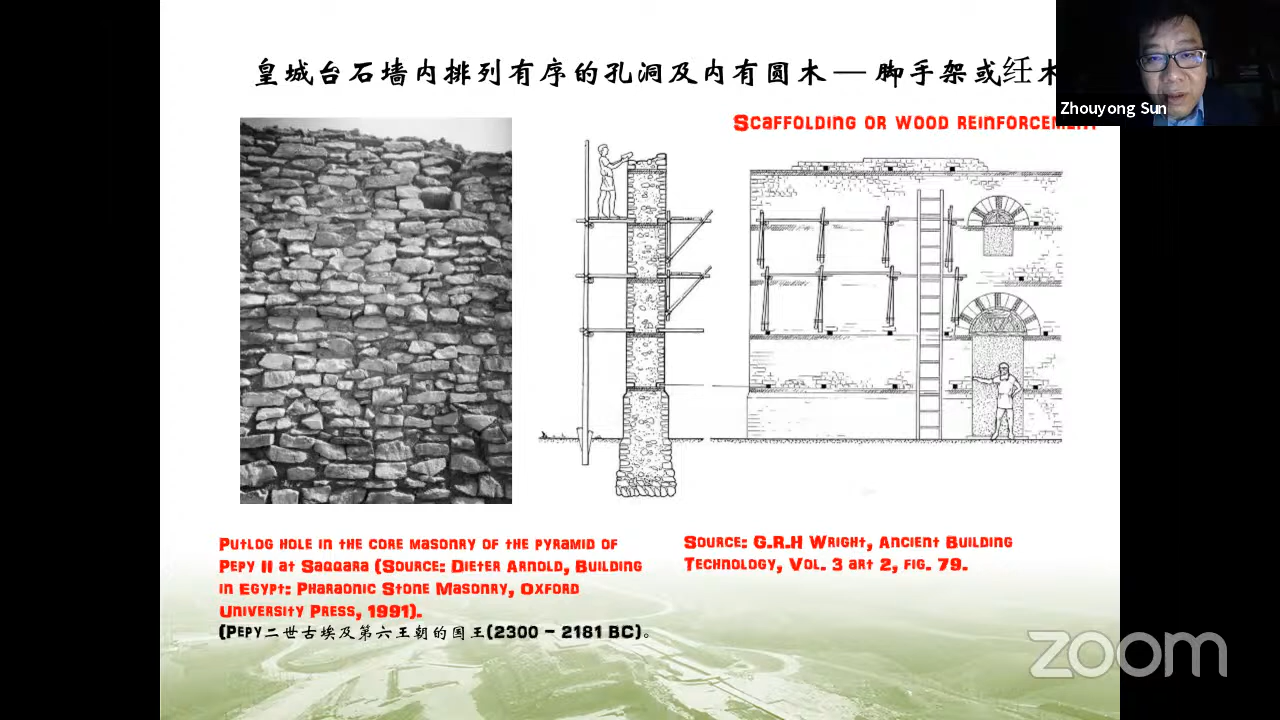 皇城台石墙内排列有序的孔洞及内有圆木 — 脚手架或纴木
Zhouyong Sun
Scaffolding or wood reinforcement
Putlog hole in the core masonry of the pyramid of
Pepy II at Saqqara (Source: Dieter Arnold, Building
in Egypt: Pharaonic Stone Masonry, Oxford
University Press, 1991).
(Pepy二世古埃及第六王朝的国王(2300 – 2181 BC)。
Source: G.R.H Wright, Ancient Building
Technology, Vol. 3 art 2, fig. 79.
zoom